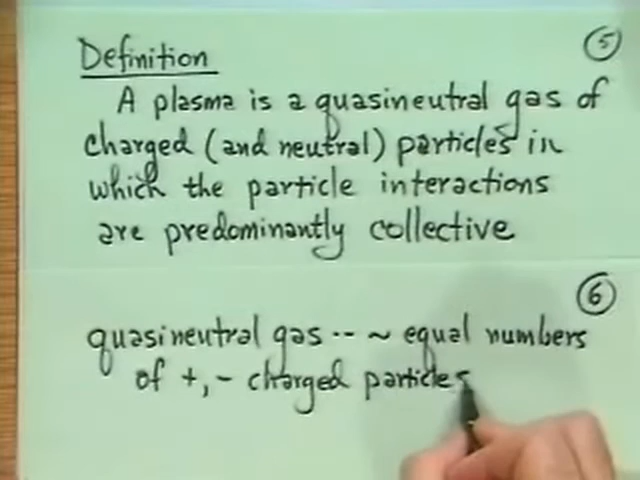 Definition
5
A plasma is a quasineutral gas of
charged (and neutral) particles in
which the particle interactions
are predominantly collective
6
quasineutral gas -- ~ equal numbers
of +, - charged particles